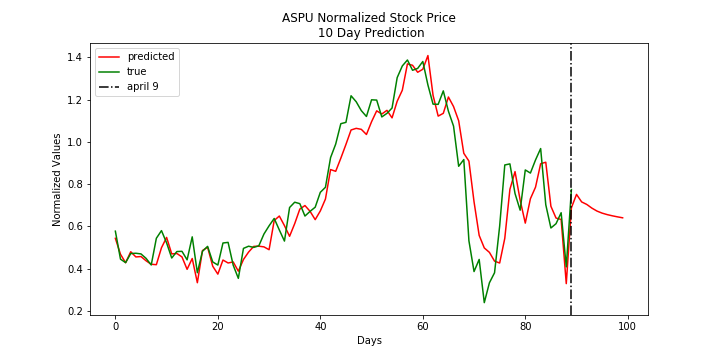 ASPU Normalized Stock Price
10 Day Prediction
predicted
true
april 9
Normalized Values
1.4
1.2
1.0
0.8
0.6
0.4
0.2
0 20 40 60 80 100
Days